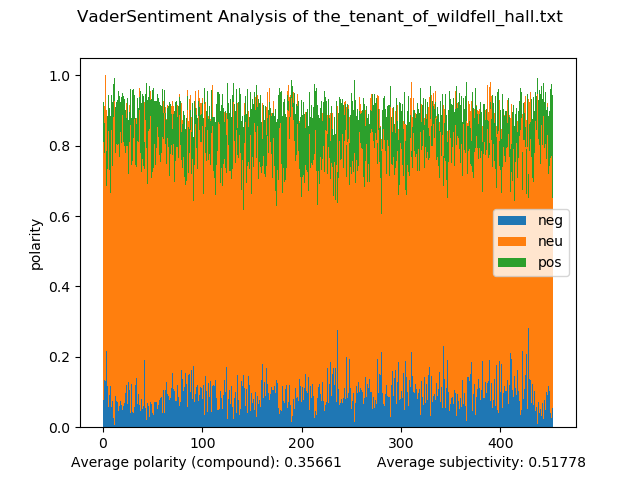 VaderSentiment Analysis of the_tenant_of_wildfell_hall.txt
1.0
0.8
0.6
0.4
0.2
0.0
polarity
neg
neu
pos
0 100 200 300 400
Average polarity (compound): 0.35661 Average subjectivity: 0.51778